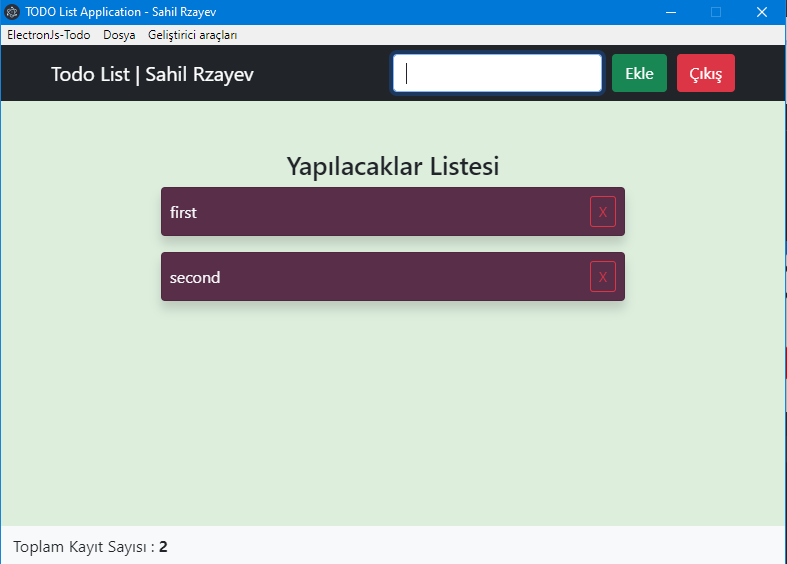 TODO List Application - Sahil Rzayev
ElectronJs-Todo Dosya Geliştirici araçları
Todo List | Sahil Rzayev Ekle Çıkış
Yapılacaklar Listesi
first X
second X
Toplam Kayıt Sayısı : 2